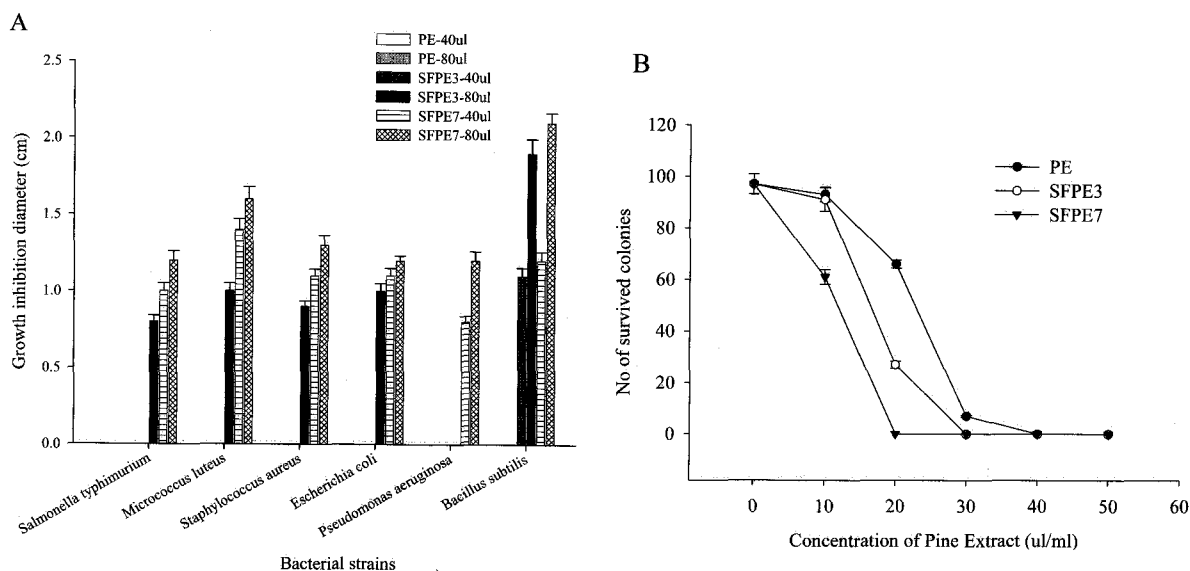 A
PE-40ul
PE-80ul
SFPE3-40ul
SFPE3-80ul
SFPE7-40ul
SFPE7-80ul
Growth inhibition diameter (cm)
2.5
2.0
1.5
1.0
0.5
0.0
Salmonella typhimurium
Micrococcus luteus
Staphylococcus aureus
Escherichia coli
Pseudomonas aeruginosa
Bacillus subtilis
Bacterial strains
B
PE
SFPE3
SFPE7
No of survived colonies
120
100
80
60
40
20
0
0 10 20 30 40 50 60
Concentration of Pine Extract (ul/ml)